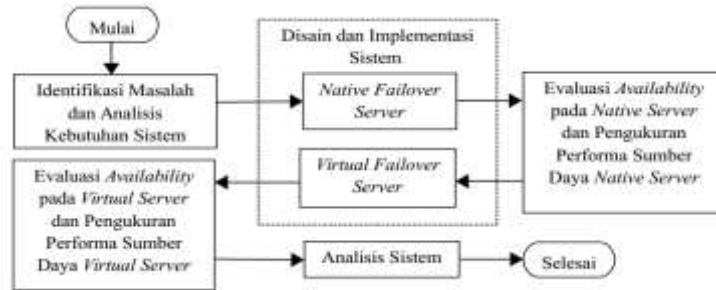 Mulai
Identifikasi Masalah
dan Analisis
Kebutuhan Sistem
Disain dan Implementasi
Sistem
Native Failover
Server
Evaluasi Availability
pada Native Server
dan Pengukuran
Performa Sumber
Daya Native Server
Virtual Failover
Server
Evaluasi Availability
pada Virtual Server
dan Pengukuran
Performa Sumber
Daya Virtual Server
Analisis Sistem
Selesai